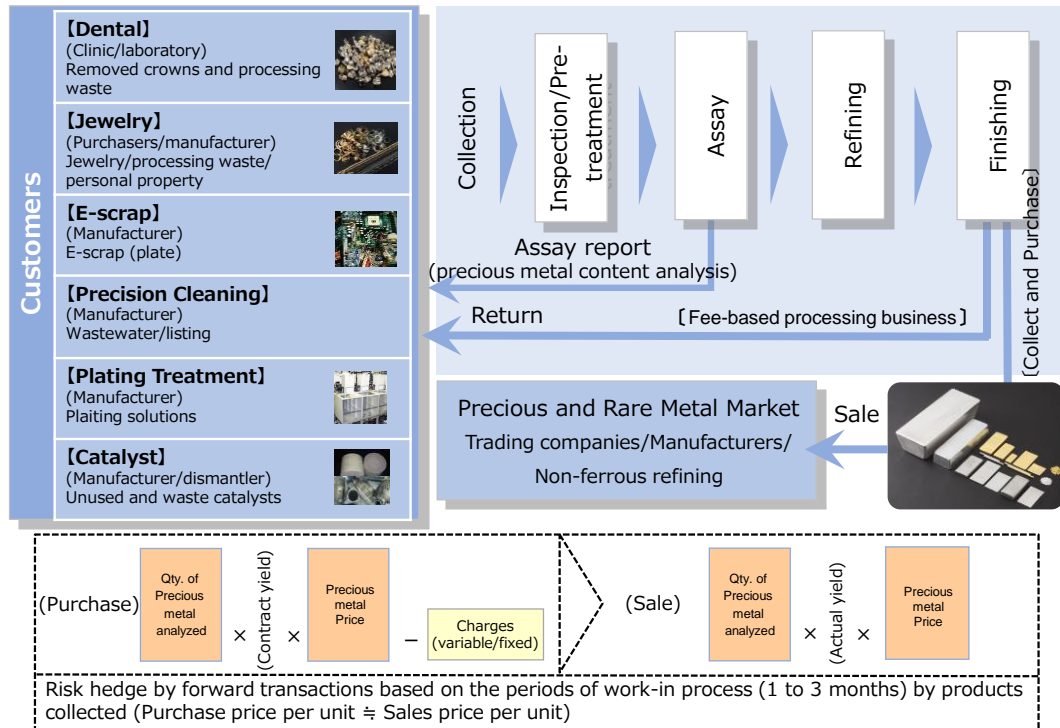 Customers
【Dental】
(Clinic/laboratory)
Removed crowns and processing
waste
【Jewelry】
(Purchasers/manufacturer)
Jewelry/processing waste/
personal property
【E-scrap】
(Manufacturer)
E-scrap (plate)
【Precision Cleaning】
(Manufacturer)
Wastewater/listing
【Plating Treatment】
(Manufacturer)
Plaiting solutions
【Catalyst】
(Manufacturer/dismantler)
Unused and waste catalysts
Collection
Inspection/Pre-
treatment
Assay
Refining
Finishing
Assay report
(precious metal content analysis)
Return
〔Fee-based processing business〕
〔Collect and Purchase〕
Precious and Rare Metal Market
Trading companies/Manufacturers/
Non-ferrous refining
Sale
(Purchase)
Qty. of
Precious
metal
analyzed
×
(Contract yield)
×
Precious
metal
Price
−
Charges
(variable/fixed)
(Sale)
Qty. of
Precious
metal
analyzed
×
(Actual yield)
×
Precious
metal
Price
Risk hedge by forward transactions based on the periods of work-in process (1 to 3 months) by products
collected (Purchase price per unit ≒ Sales price per unit)